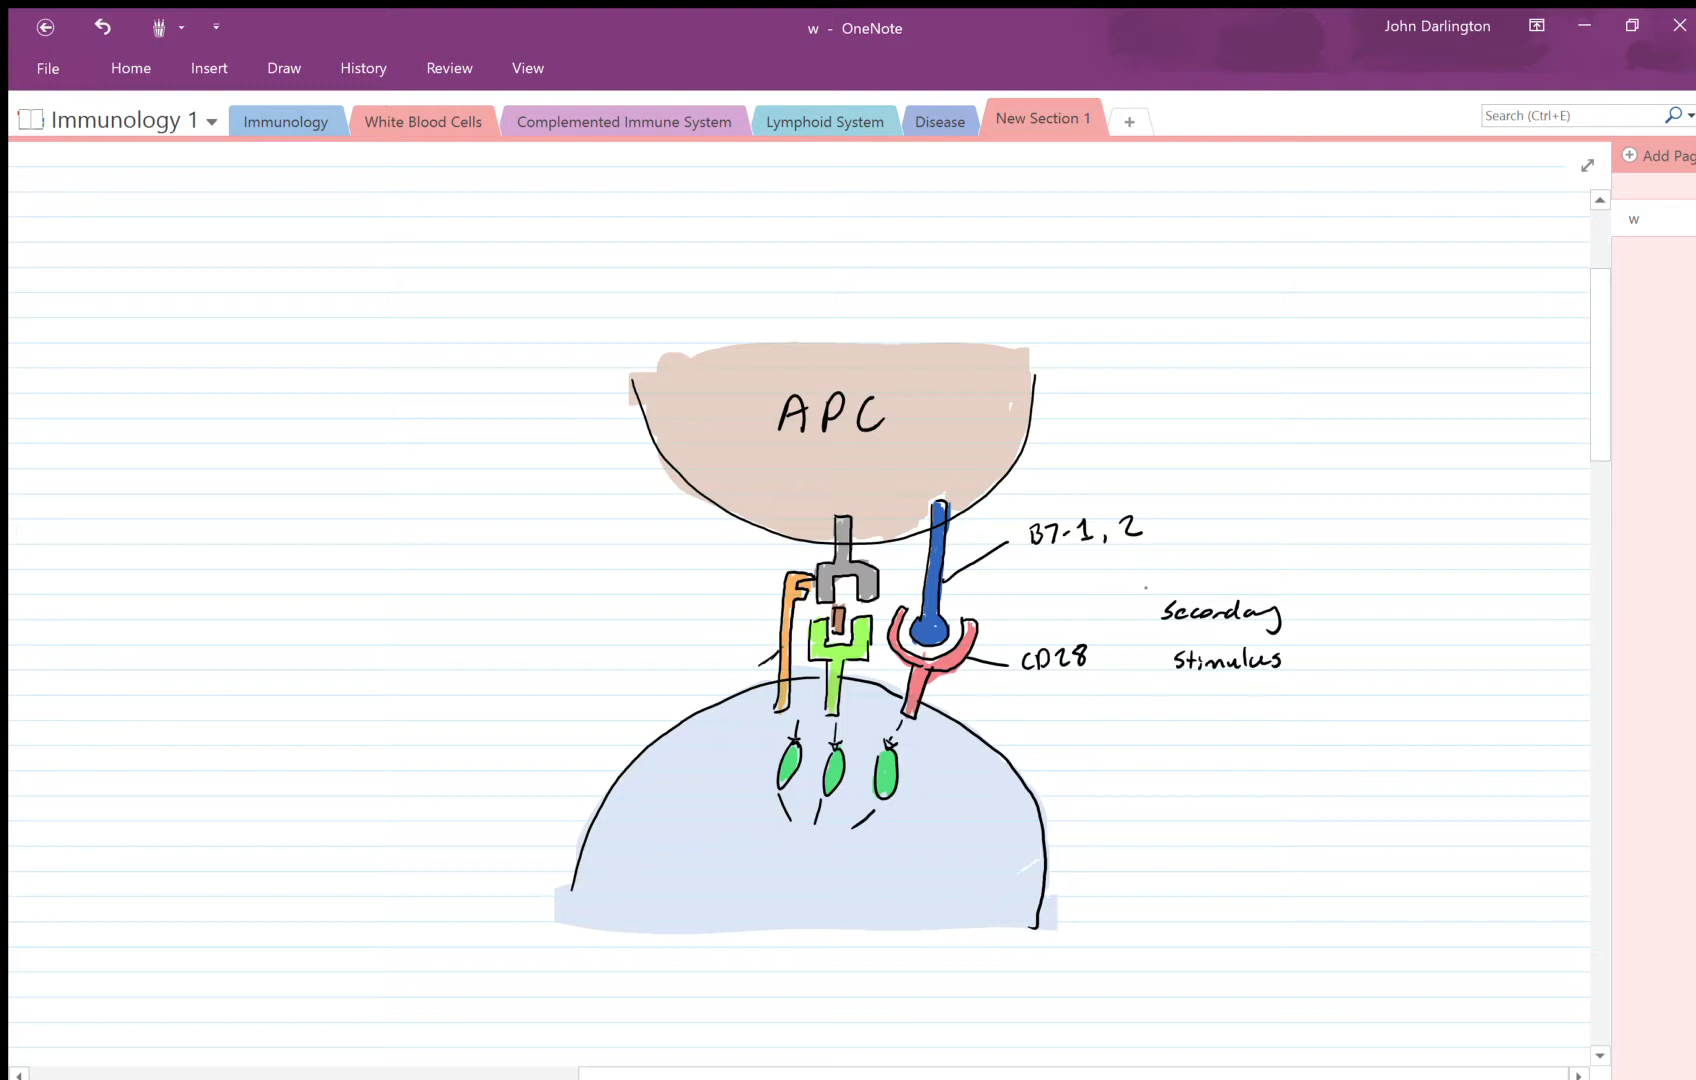 w - OneNote
John Darlington
File Home Insert Draw History Review View
Immunology 1
Immunology
White Blood Cells
Complemented Immune System
Lymphoid System
Disease
New Section 1
Search (Ctrl+E)
Add Pag
w
APC
B7-1, 2
Seconday
Stimulus
CD28